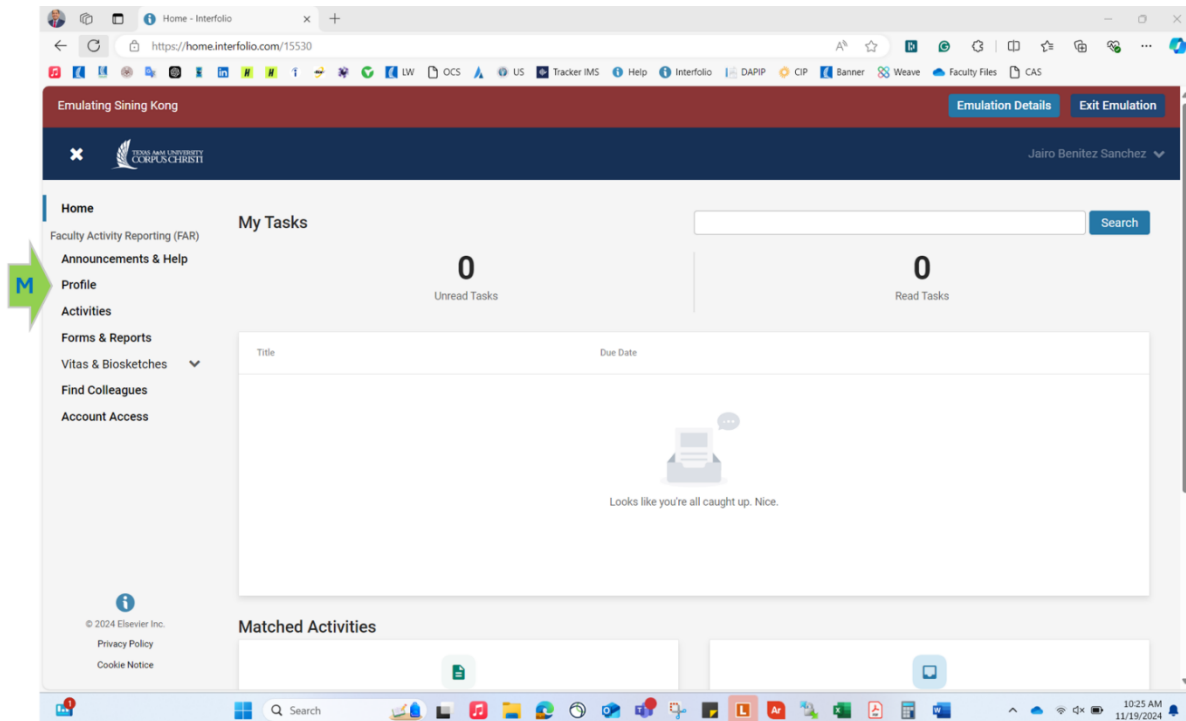 Home - Interfolio
https://home.interfolio.com/15530
LW OCS US Tracker IMS Help Interfolio DAPIP CIP Banner Weave Faculty Files CAS
Emulating Sining Kong
Emulation Details Exit Emulation
TEXAS A&M UNIVERSITY
CORPUS CHRISTI
Jairo Benitez Sanchez
Home
My Tasks
Search
Faculty Activity Reporting (FAR)
Announcements & Help
0 0
M
Profile
Unread Tasks Read Tasks
Activities
Forms & Reports
Title Due Date
Vitas & Biosketches
Find Colleagues
Account Access
Looks like you're all caught up. Nice.
© 2024 Elsevier Inc.
Matched Activities
Privacy Policy
Cookie Notice
Search
10:25 AM
11/19/2024